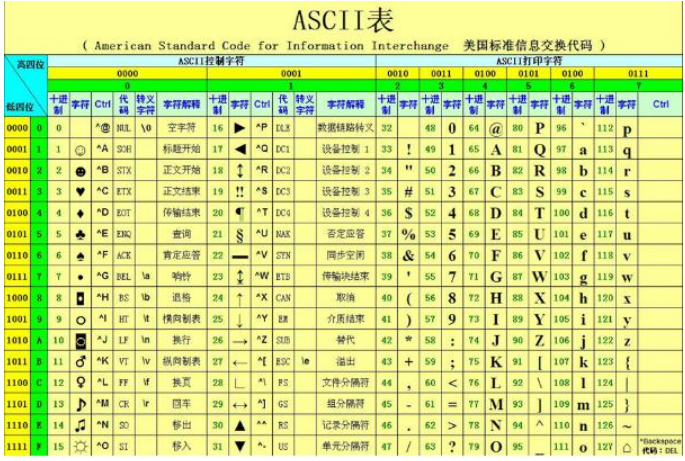 ASCII表
( American Standard Code for Information Interchange 美国标准信息交换代码 )
高四位 ASCII控制字符 ASCII打印字符
0000 0001 0010 0011 0100 0101 0100 0111
0 1 2 3 4 5 6 7
低四位 十进制 字符 Ctrl 代码 转义字符 字符解释 十进制 字符 Ctrl 代码 转义字符 字符解释 十进制 字符 十进制 字符 十进制 字符 十进制 字符 十进制 字符 十进制 字符 Ctrl
0000 0 0 ^@ NUL \0 空字符 16 ► ^P DLE 数据链路转义 32 48 0 64 @ 80 P 96 ` 112 p
0001 1 1 ☺ ^A SOH 标题开始 17 ◄ ^Q DC1 设备控制 1 33 ! 49 1 65 A 81 Q 97 a 113 q
0010 2 2 ☻ ^B STX 正文开始 18 ↕ ^R DC2 设备控制 2 34 " 50 2 66 B 82 R 98 b 114 r
0011 3 3 ♥ ^C ETX 正文结束 19 ‼ ^S DC3 设备控制 3 35 # 51 3 67 C 83 S 99 c 115 s
0100 4 4 ♦ ^D EOT 传输结束 20 ¶ ^T DC4 设备控制 4 36 $ 52 4 68 D 84 T 100 d 116 t
0101 5 5 ♣ ^E ENQ 查询 21 § ^U NAK 否定应答 37 % 53 5 69 E 85 U 101 e 117 u
0110 6 6 ♠ ^F ACK 肯定应答 22 ▬ ^V SYN 同步空闲 38 & 54 6 70 F 86 V 102 f 118 v
0111 7 7 • ^G BEL \a 响铃 23 ↨ ^W ETB 传输块结束 39 ' 55 7 71 G 87 W 103 g 119 w
1000 8 8 ◘ ^H BS \b 退格 24 ↑ ^X CAN 取消 40 ( 56 8 72 H 88 X 104 h 120 x
1001 9 9 ○ ^I HT \t 横向制表 25 ↓ ^Y EM 介质结束 41 ) 57 9 73 I 89 Y 105 i 121 y
1010 A 10 ◙ ^J LF \n 换行 26 → ^Z SUB 替代 42 * 58 : 74 J 90 Z 106 j 122 z
1011 B 11 ♂ ^K VT \v 纵向制表 27 ← ^[ ESC \e 溢出 43 + 59 ; 75 K 91 [ 107 k 123 {
1100 C 12 ♀ ^L FF \f 换页 28 ∟ ^\ FS 文件分隔符 44 , 60 < 76 L 92 \ 108 l 124 |
1101 D 13 ♪ ^M CR \r 回车 29 ↔ ^] GS 组分隔符 45 - 61 = 77 M 93 ] 109 m 125 }
1110 E 14 ♫ ^N SO 移出 30 ▲ ^^ RS 记录分隔符 46 . 62 > 78 N 94 ^ 110 n 126 ~
1111 F 15 ☼ ^O SI 移入 31 ▼ ^- US 单元分隔符 47 / 63 ? 79 O 95 _ 111 o 127 ⌂ ^Backspace 代码：DEL